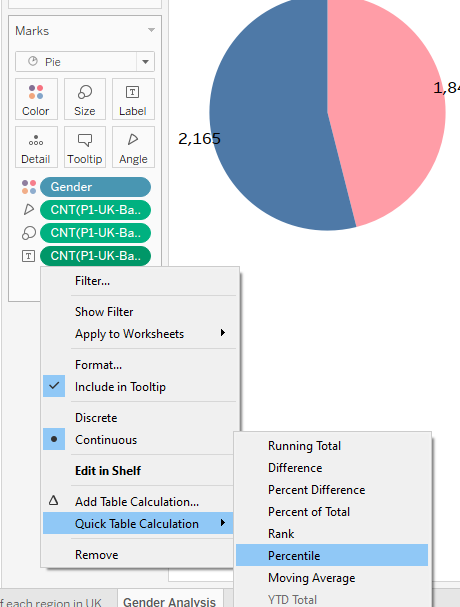 Marks
Pie
Color
Size
Label
Detail
Tooltip
Angle
Gender
CNT(P1-UK-Ba..
CNT(P1-UK-Ba..
CNT(P1-UK-Ba..
2,165
1,84
Filter...
Show Filter
Apply to Worksheets
Format...
Include in Tooltip
Discrete
Continuous
Edit in Shelf
Add Table Calculation...
Quick Table Calculation
Remove
Running Total
Difference
Percent Difference
Percent of Total
Rank
Percentile
Moving Average
YTD Total
f each region in UK
Gender Analysis